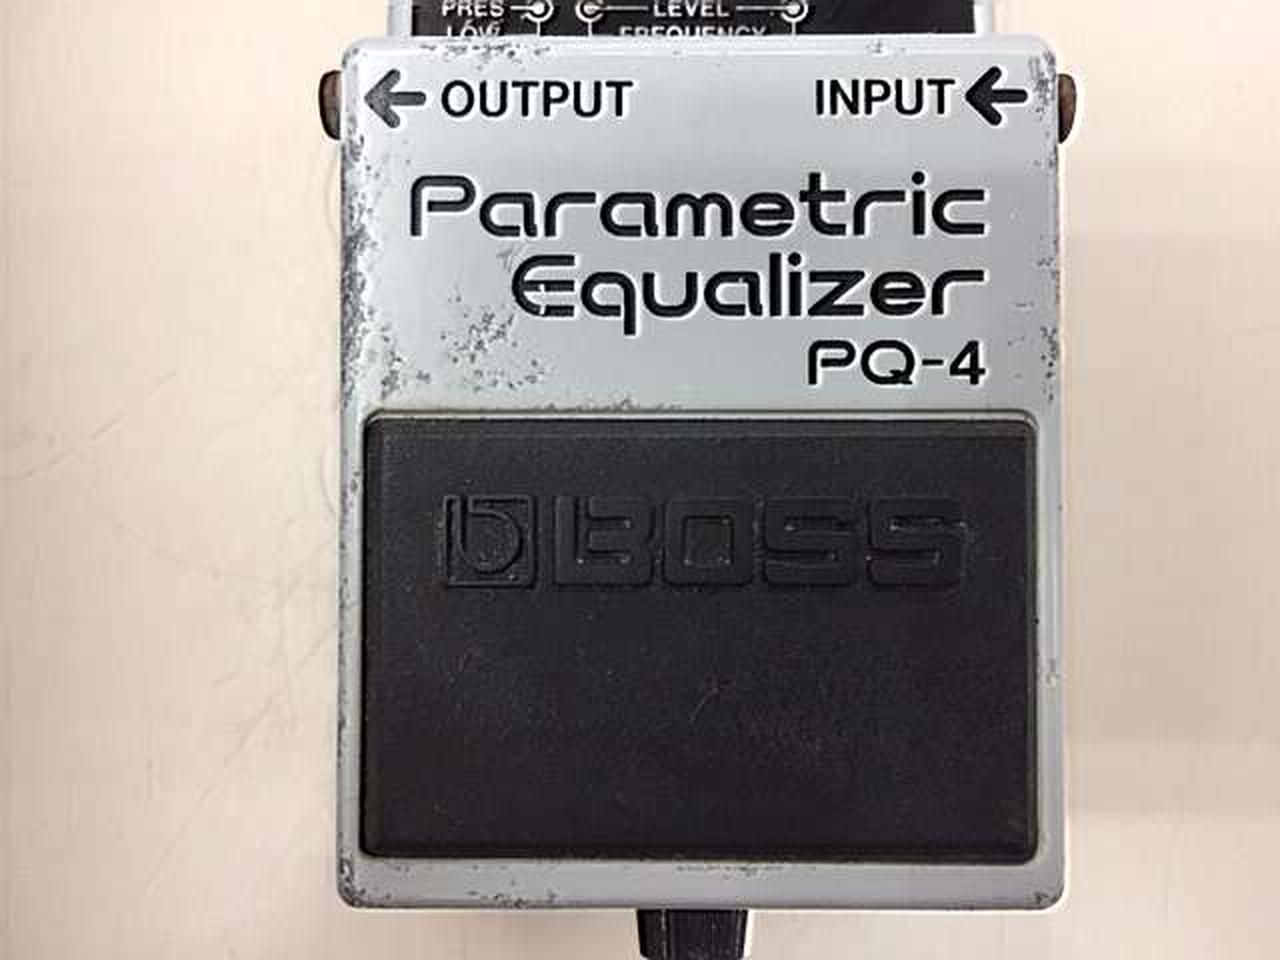 PRES LEVEL
LOW FREQUENCY
OUTPUT INPUT
Parametric
Equalizer
PQ-4
b BOSS